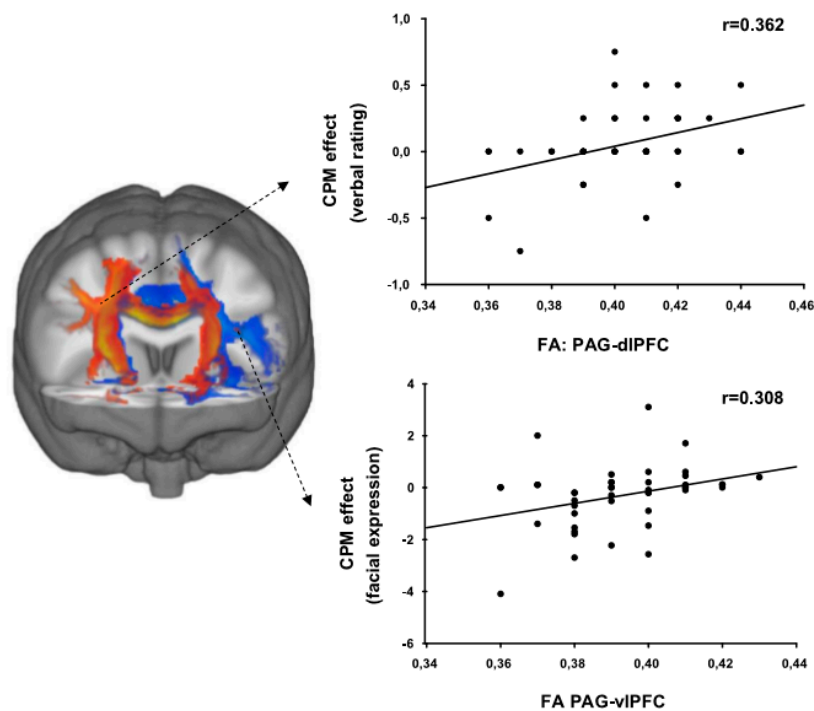 r=0.362
CPM effect
(verbal rating)
1,0
0,5
0,0
-0,5
-1,0
0,34 0,36 0,38 0,40 0,42 0,44 0,46
FA: PAG-dlPFC
r=0.308
CPM effect
(facial expression)
4
2
0
-2
-4
-6
0,34 0,36 0,38 0,40 0,42 0,44
FA PAG-vlPFC